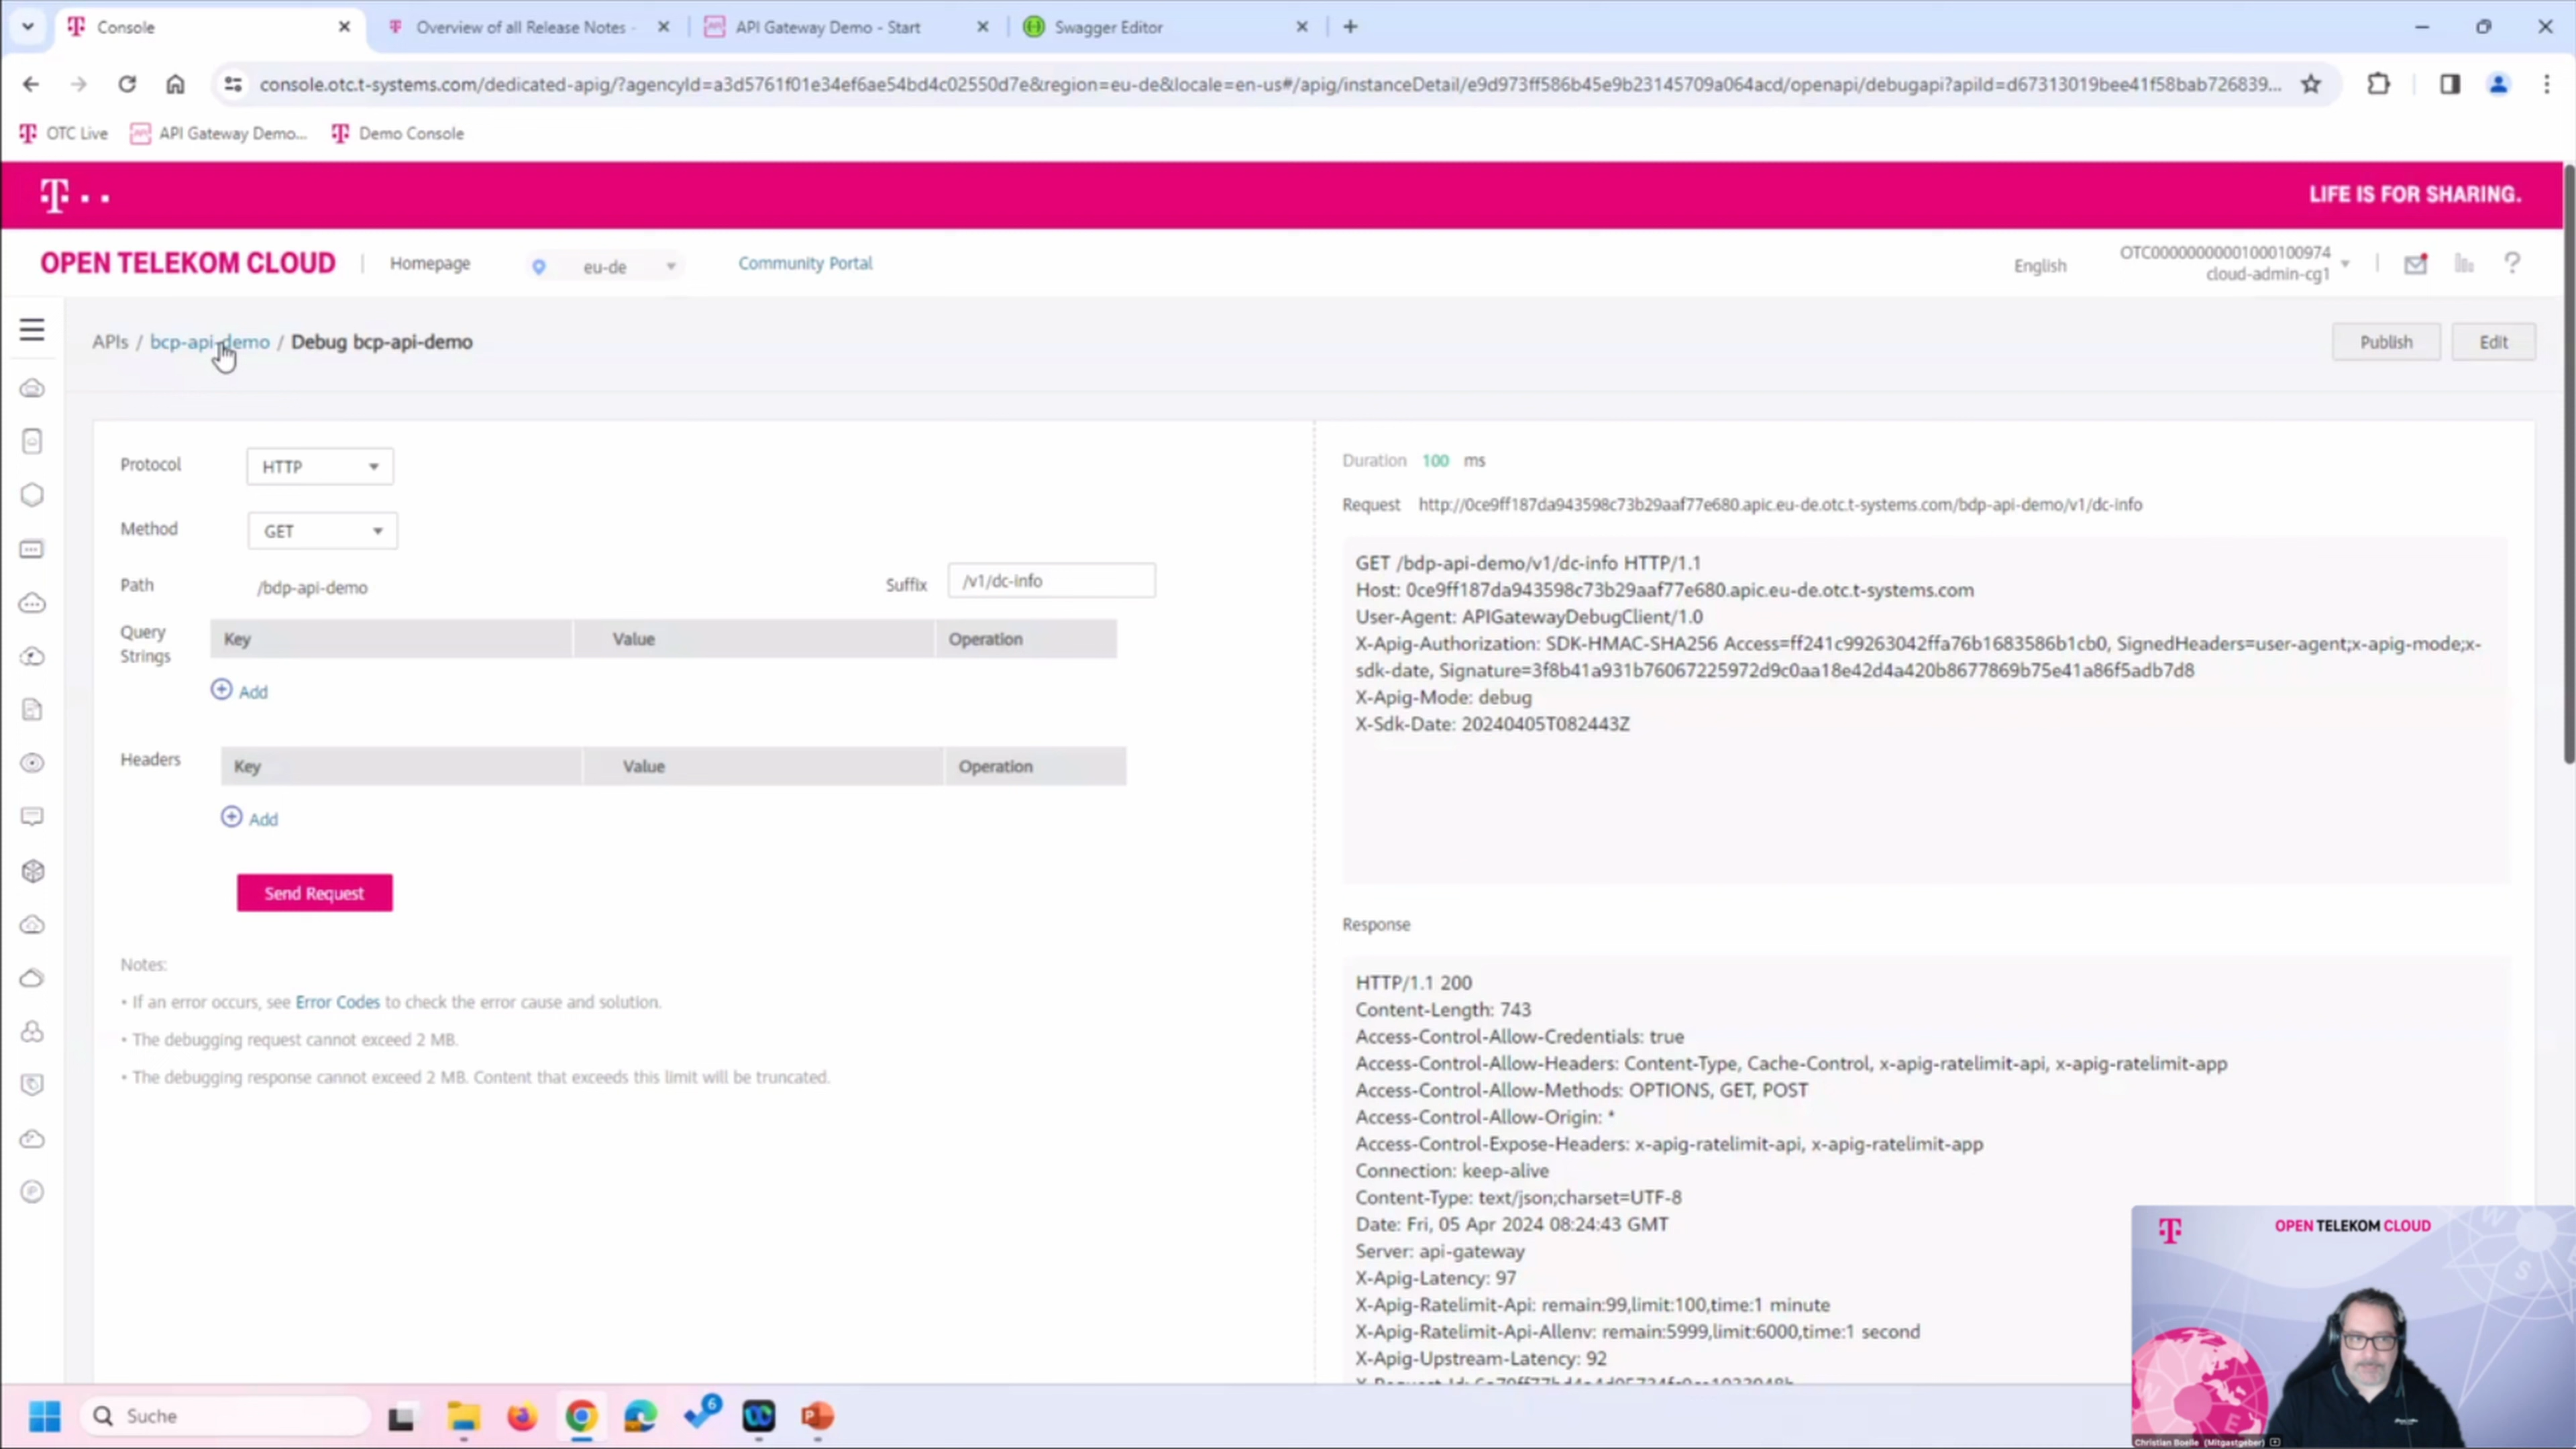 Console
Overview of all Release Notes -
API Gateway Demo - Start
Swagger Editor
console.otc.t-systems.com/dedicated-apig/?agencyId=a3d5761f01e34ef6ae54bd4c02550d7e&region=eu-de&locale=en-us#/apig/instanceDetail/e9d973ff586b45e9b23145709a064acd/openapi/debugapi?apiId=d67313019bee41f58bab726839...
OTC Live
API Gateway Demo...
Demo Console
LIFE IS FOR SHARING.
OPEN TELEKOM CLOUD
Homepage
eu-de
Community Portal
English
OTC00000000001000100974
cloud-admin-cg1
APIs / bcp-api-demo / Debug bcp-api-demo
Publish
Edit
Protocol
HTTP
Method
GET
Path
/bdp-api-demo
Suffix
/v1/dc-info
Query
Strings
Key
Value
Operation
Add
Headers
Key
Value
Operation
Add
Send Request
Notes:
• If an error occurs, see Error Codes to check the error cause and solution.
• The debugging request cannot exceed 2 MB.
• The debugging response cannot exceed 2 MB. Content that exceeds this limit will be truncated.
Duration 100 ms
Request http://0ce9ff187da943598c73b29aaf77e680.apic.eu-de.otc.t-systems.com/bdp-api-demo/v1/dc-info
GET /bdp-api-demo/v1/dc-info HTTP/1.1
Host: 0ce9ff187da943598c73b29aaf77e680.apic.eu-de.otc.t-systems.com
User-Agent: APIGatewayDebugClient/1.0
X-Apig-Authorization: SDK-HMAC-SHA256 Access=ff241c99263042ffa76b1683586b1cb0, SignedHeaders=user-agent;x-apig-mode;x-
sdk-date, Signature=3f8b41a931b76067225972d9c0aa18e42d4a420b8677869b75e41a86f5adb7d8
X-Apig-Mode: debug
X-Sdk-Date: 20240405T082443Z
Response
HTTP/1.1 200
Content-Length: 743
Access-Control-Allow-Credentials: true
Access-Control-Allow-Headers: Content-Type, Cache-Control, x-apig-ratelimit-api, x-apig-ratelimit-app
Access-Control-Allow-Methods: OPTIONS, GET, POST
Access-Control-Allow-Origin: *
Access-Control-Expose-Headers: x-apig-ratelimit-api, x-apig-ratelimit-app
Connection: keep-alive
Content-Type: text/json;charset=UTF-8
Date: Fri, 05 Apr 2024 08:24:43 GMT
Server: api-gateway
X-Apig-Latency: 97
X-Apig-Ratelimit-Api: remain:99,limit:100,time:1 minute
X-Apig-Ratelimit-Api-Allenv: remain:5999,limit:6000,time:1 second
X-Apig-Upstream-Latency: 92
OPEN TELEKOM CLOUD
Christian Boelle (Mitgastgeber)
Suche
6